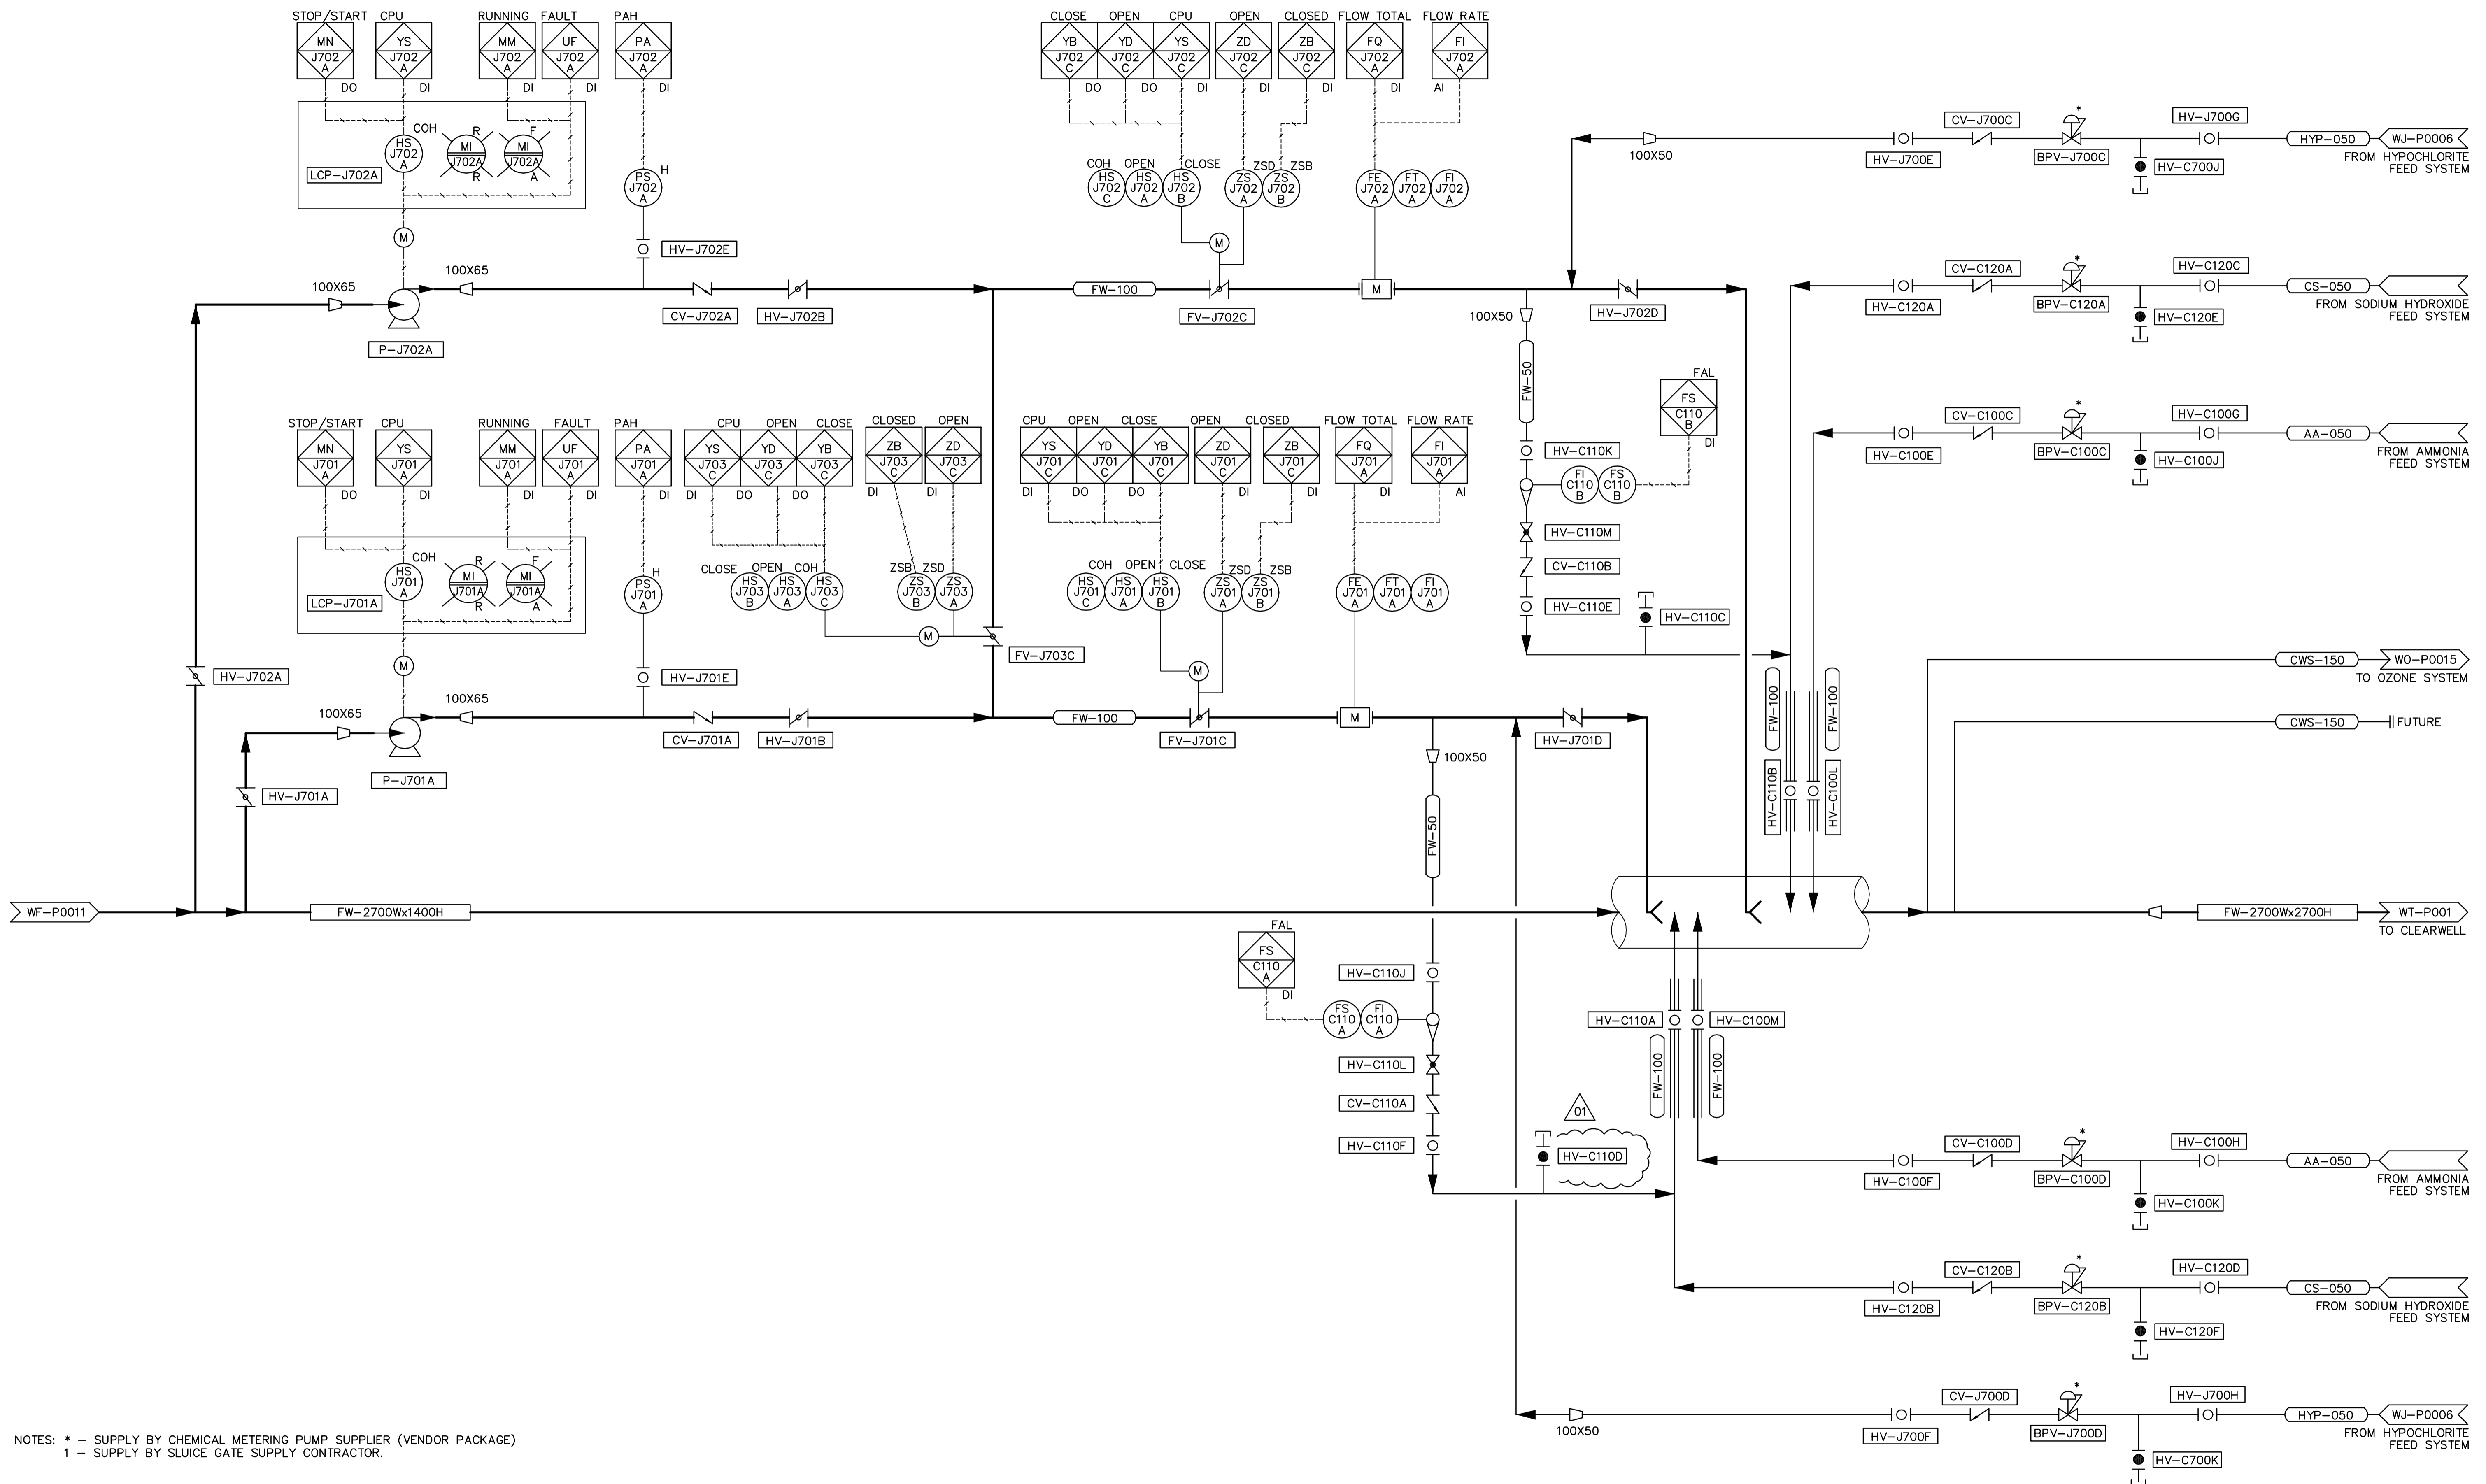 STOP/START CPU RUNNING FAULT PAH
MN J702 A DO
YS J702 A DI
MM J702 A DI
UF J702 A DI
PA J702 A DI
COH
HS J702 A
R MI J702A R
F MI J702A A
LCP-J702A
M
H
PS J702 A
HV-J702E
100X65
100X65
P-J702A
CV-J702A
HV-J702B
CLOSE OPEN CPU OPEN CLOSED FLOW TOTAL FLOW RATE
YB J702 C DO
YD J702 C DO
YS J702 C DI
ZD J702 C DI
ZB J702 C DI
FQ J702 A DI
FI J702 A AI
COH OPEN CLOSE
HS J702 C
HS J702 A
HS J702 B
ZSD ZSB
ZS J702 A
ZS J702 B
FE J702 A
FT J702 A
FI J702 A
M
FW-100
FV-J702C
M
100X50
HV-J702D
100X50
HV-J700E
CV-J700C
*
BPV-J700C
HV-J700G
HV-C700J
HYP-050
WJ-P0006
FROM HYPOCHLORITE
FEED SYSTEM
HV-C120A
CV-C120A
*
BPV-C120A
HV-C120C
HV-C120E
CS-050
FROM SODIUM HYDROXIDE
FEED SYSTEM
HV-C100E
CV-C100C
*
BPV-C100C
HV-C100G
HV-C100J
AA-050
FROM AMMONIA
FEED SYSTEM
FW-50
FAL
FS C110 B DI
HV-C110K
FI C110 B
FS C110 B
HV-C110M
CV-C110B
HV-C110E
HV-C110C
STOP/START CPU RUNNING FAULT PAH
MN J701 A DO
YS J701 A DI
MM J701 A DI
UF J701 A DI
PA J701 A DI
COH
HS J701 A
R MI J701A R
F MI J701A A
LCP-J701A
M
H
PS J701 A
HV-J701E
CPU OPEN CLOSE CLOSED OPEN
YS J703 C DI
YD J703 C DO
YB J703 C DO
ZB J703 C DI
ZD J703 C DI
CLOSE OPEN COH
HS J703 B
HS J703 A
HS J703 C
ZSB ZSD
ZS J703 B
ZS J703 A
M
FV-J703C
CPU OPEN CLOSE OPEN CLOSED FLOW TOTAL FLOW RATE
YS J701 C DI
YD J701 C DO
YB J701 C DO
ZD J701 C DI
ZB J701 C DI
FQ J701 A DI
FI J701 A AI
COH OPEN CLOSE
HS J701 C
HS J701 A
HS J701 B
ZSD ZSB
ZS J701 A
ZS J701 B
FE J701 A
FT J701 A
FI J701 A
M
HV-J702A
100X65
100X65
P-J701A
HV-J701A
CV-J701A
HV-J701B
FW-100
FV-J701C
M
100X50
HV-J701D
FW-50
FW-100
FW-100
HV-C110B
HV-C100L
CWS-150
WO-P0015
TO OZONE SYSTEM
CWS-150
FUTURE
WF-P0011
FW-2700Wx1400H
FW-2700Wx2700H
WT-P001
TO CLEARWELL
FAL
FS C110 A DI
HV-C110J
FS C110 A
FI C110 A
HV-C110L
CV-C110A
HV-C110F
01
HV-C110D
HV-C110A
HV-C100M
FW-100
FW-100
HV-C100F
CV-C100D
*
BPV-C100D
HV-C100H
HV-C100K
AA-050
FROM AMMONIA
FEED SYSTEM
HV-C120B
CV-C120B
*
BPV-C120B
HV-C120D
HV-C120F
CS-050
FROM SODIUM HYDROXIDE
FEED SYSTEM
100X50
HV-J700F
CV-J700D
*
BPV-J700D
HV-J700H
HV-C700K
HYP-050
WJ-P0006
FROM HYPOCHLORITE
FEED SYSTEM
NOTES: * - SUPPLY BY CHEMICAL METERING PUMP SUPPLIER (VENDOR PACKAGE)
1 - SUPPLY BY SLUICE GATE SUPPLY CONTRACTOR.